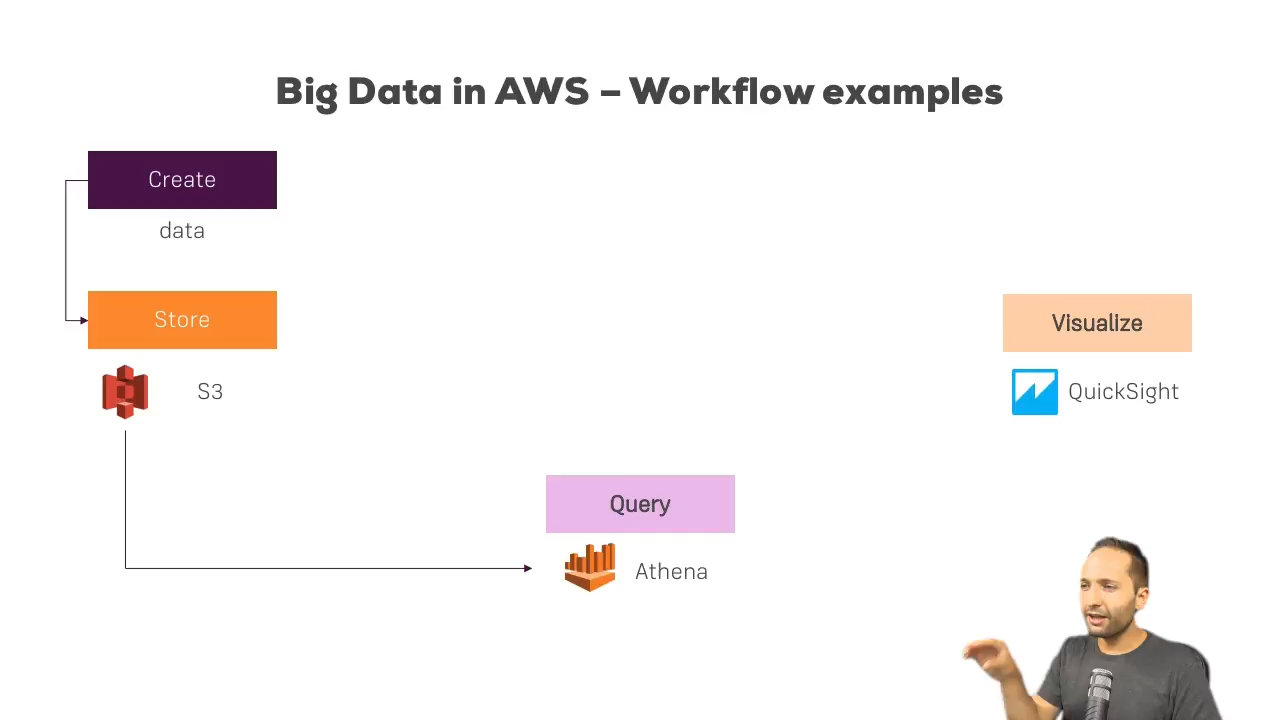 Big Data in AWS – Workflow examples
Create
data
Store
S3
Visualize
QuickSight
Query
Athena